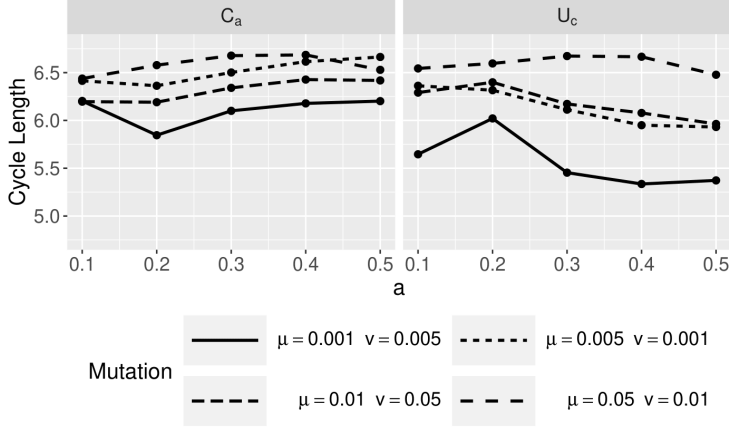 C_a U_c
Cycle Length
6.5
6.0
5.5
5.0
0.1 0.2 0.3 0.4 0.5 0.1 0.2 0.3 0.4 0.5
a
Mutation
μ = 0.001 v = 0.005 μ = 0.005 v = 0.001
μ = 0.01 v = 0.05 μ = 0.05 v = 0.01